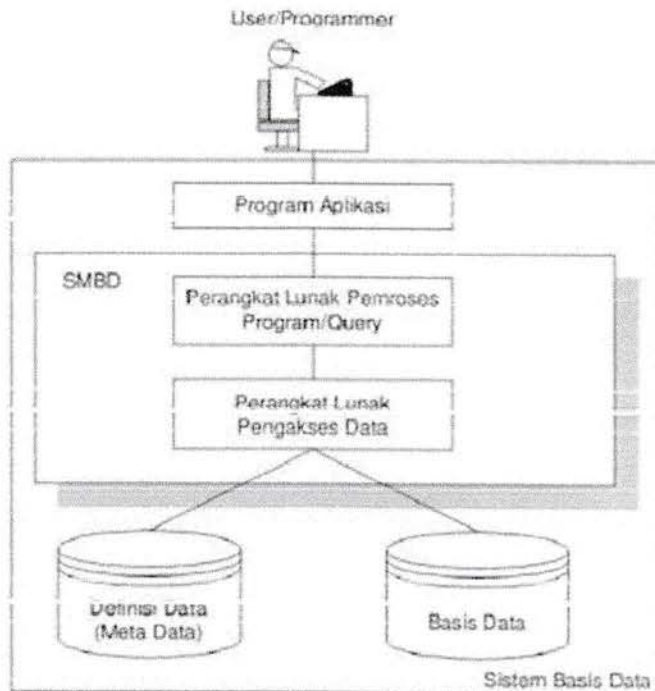 User/Programmer
Program Aplikasi
SMBD
Perangkat Lunak Pemroses
Program/Query
Perangkat Lunak
Pengakses Data
Definisi Data
(Meta Data)
Basis Data
Sistem Basis Data